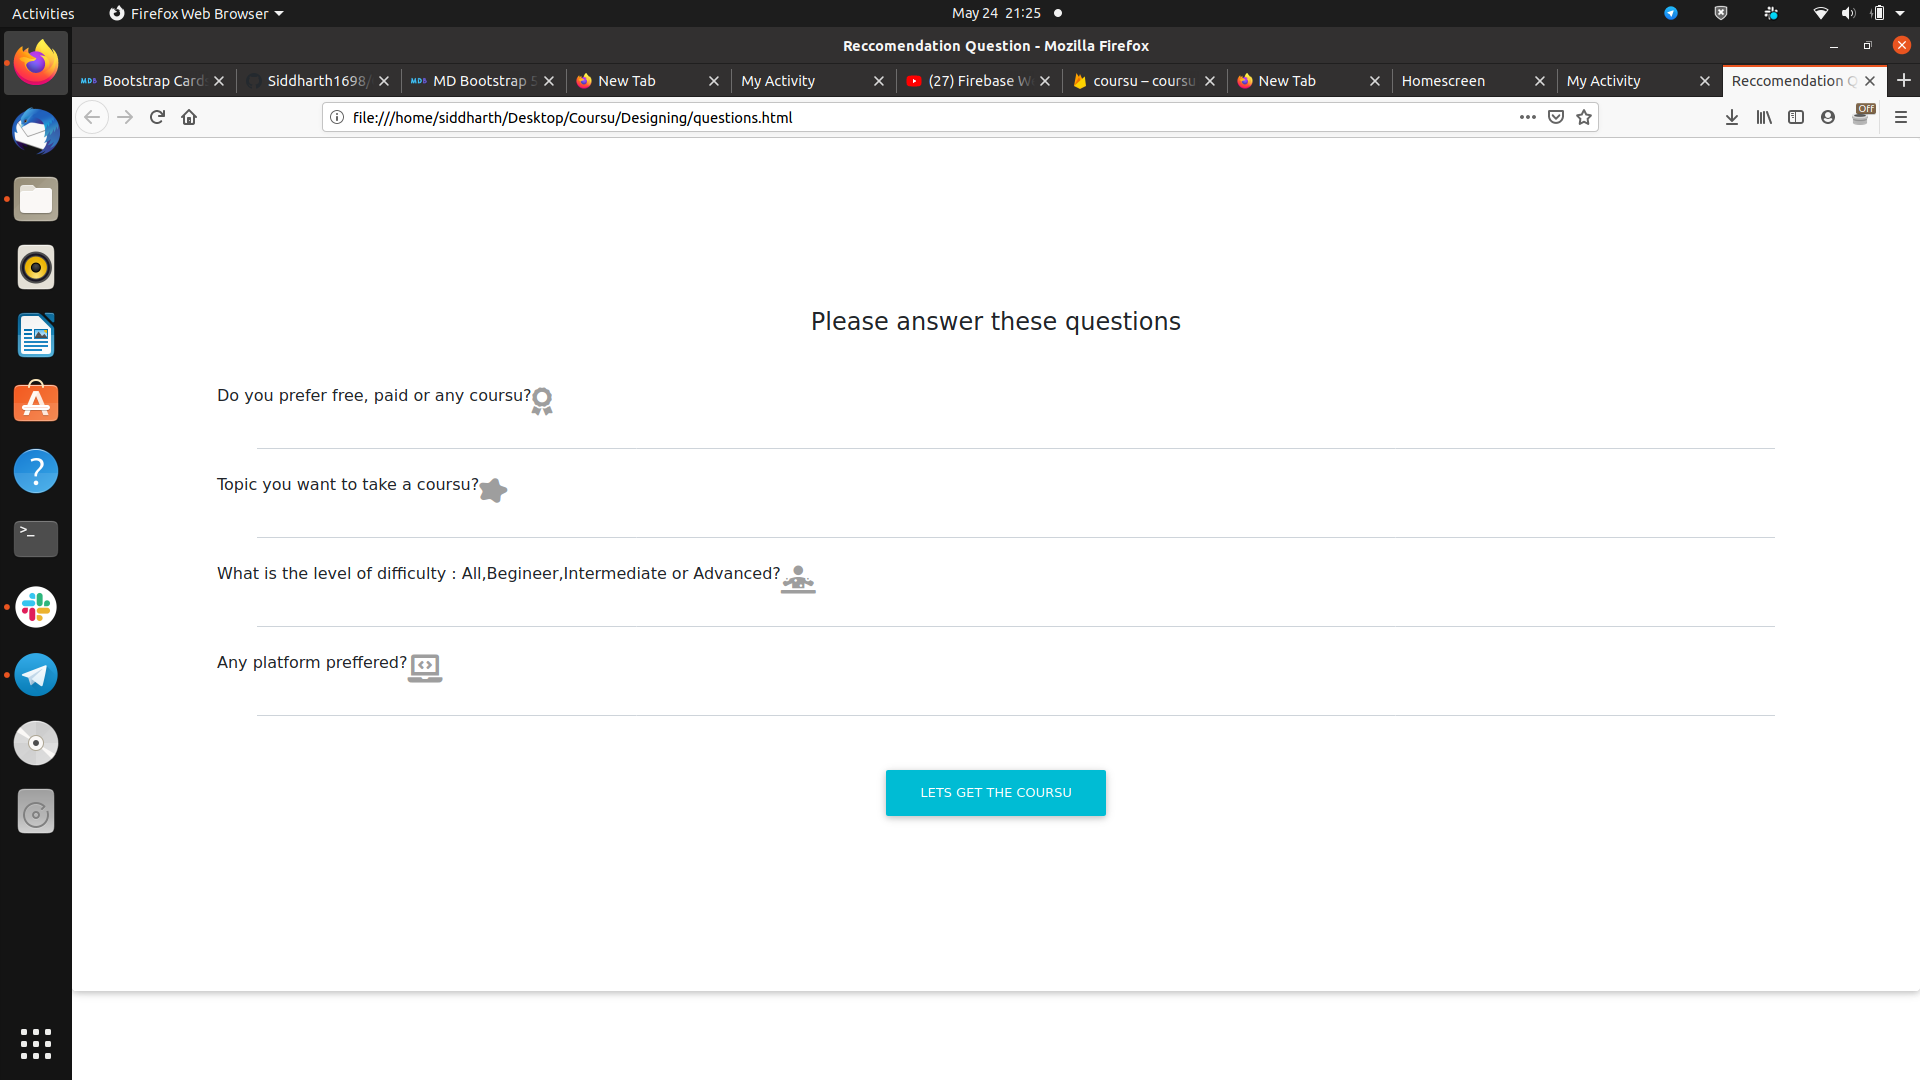 Activities
Firefox Web Browser
May 24 21:25
Reccomendation Question - Mozilla Firefox
MDB Bootstrap Card
Siddharth1698/
MDB MD Bootstrap 5
New Tab
My Activity
(27) Firebase W
coursu – coursu
New Tab
Homescreen
My Activity
Reccomendation Q
file:///home/siddharth/Desktop/Coursu/Designing/questions.html
Off
Please answer these questions
Do you prefer free, paid or any coursu?
Topic you want to take a coursu?
What is the level of difficulty : All,Begineer,Intermediate or Advanced?
Any platform preffered?
LETS GET THE COURSU